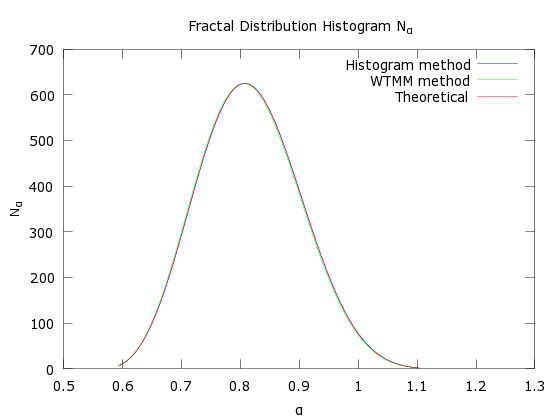 Fractal Distribution Histogram Nα
Histogram method
WTMM method
Theoretical
700
600
500
400
300
200
100
0
Nα
0.5 0.6 0.7 0.8 0.9 1 1.1 1.2 1.3
α